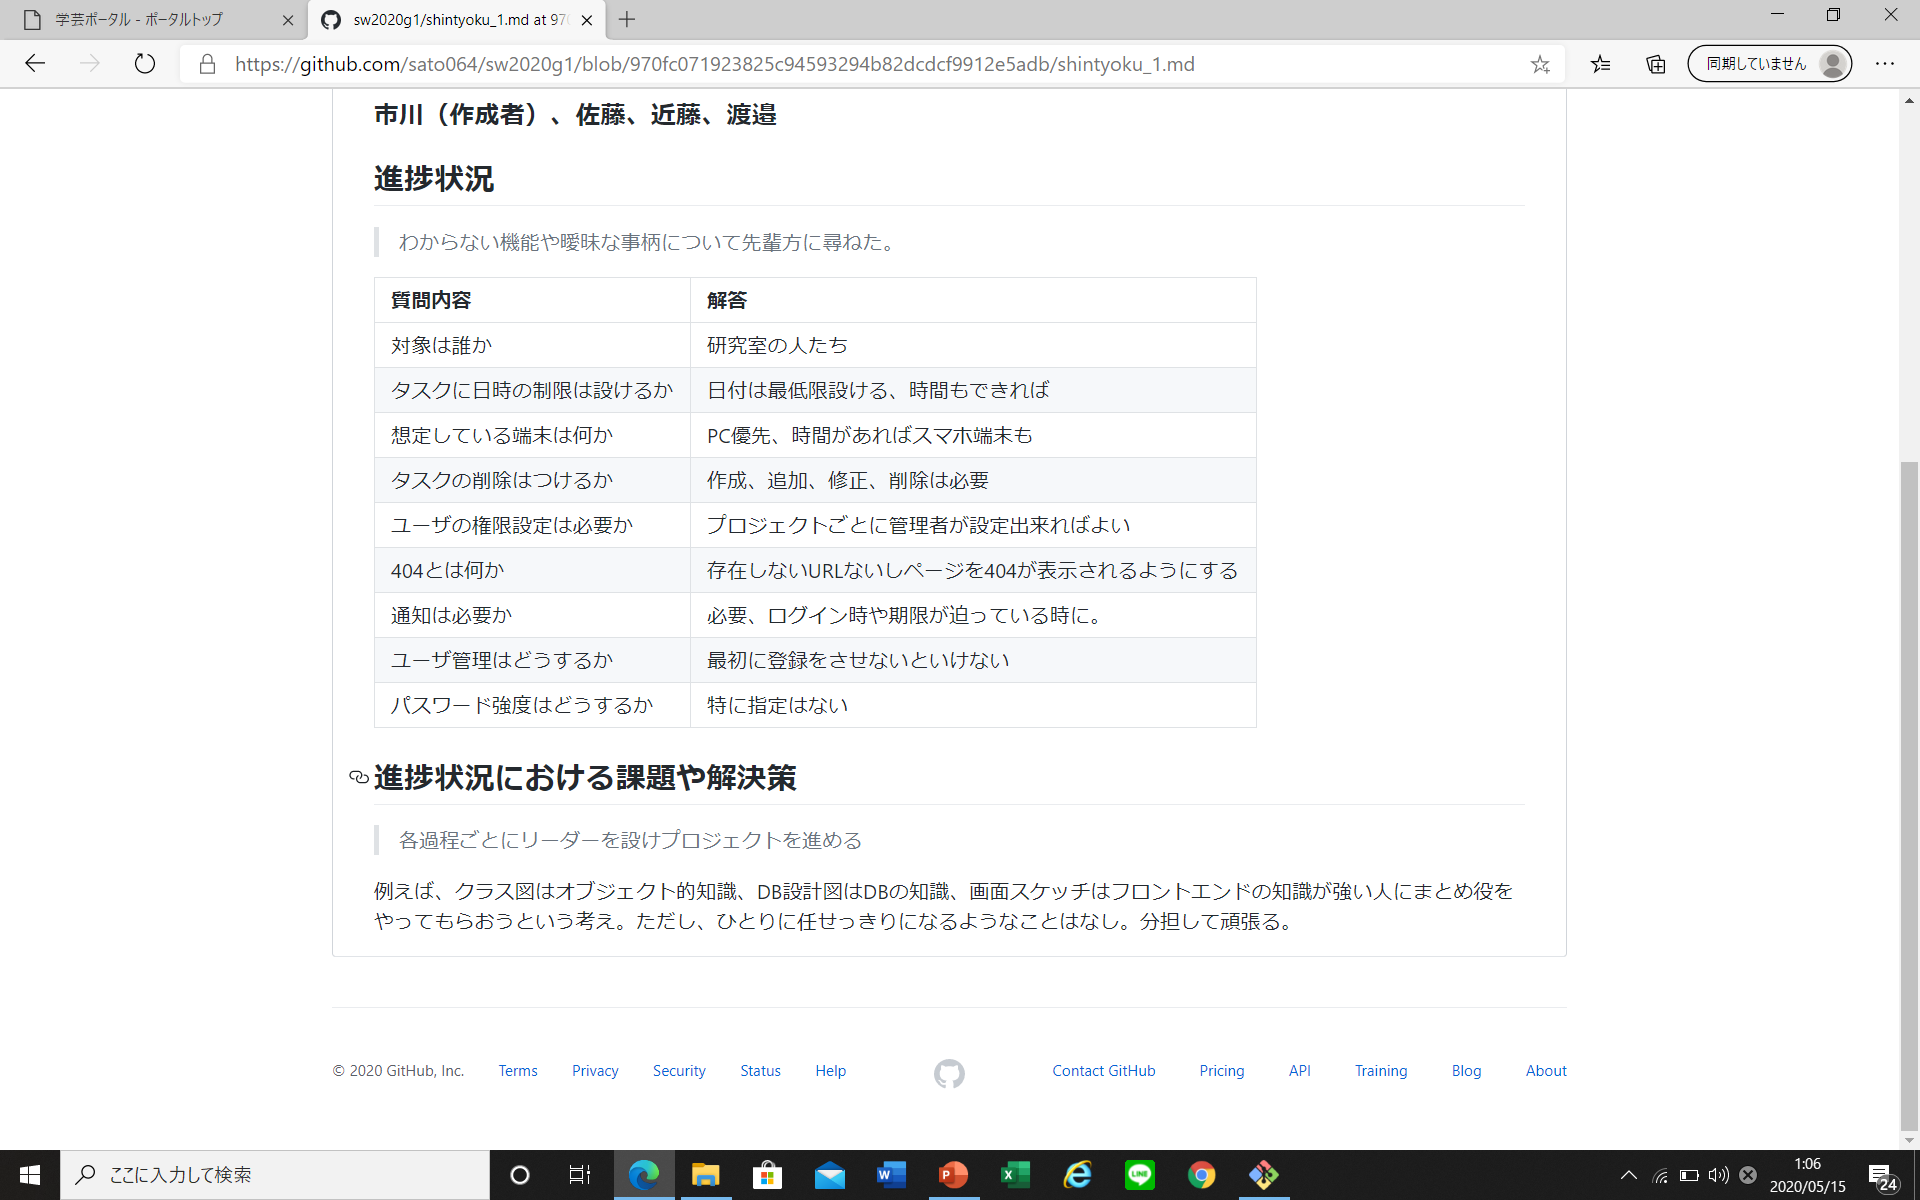 学芸ポータル - ポータルトップ
sw2020g1/shintyoku_1.md at 970
https://github.com/sato064/sw2020g1/blob/970fc071923825c94593294b82dcdcf9912e5adb/shintyoku_1.md
同期していません
市川（作成者）、佐藤、近藤、渡邉
進捗状況
わからない機能や曖昧な事柄について先輩方に尋ねた。
質問内容 解答
対象は誰か 研究室の人たち
タスクに日時の制限は設けるか 日付は最低限設ける、時間もできれば
想定している端末は何か PC優先、時間があればスマホ端末も
タスクの削除はつけるか 作成、追加、修正、削除は必要
ユーザの権限設定は必要か プロジェクトごとに管理者が設定出来ればよい
404とは何か 存在しないURLないしページを404が表示されるようにする
通知は必要か 必要、ログイン時や期限が迫っている時に。
ユーザ管理はどうするか 最初に登録をさせないといけない
パスワード強度はどうするか 特に指定はない
進捗状況における課題や解決策
各過程ごとにリーダーを設けプロジェクトを進める
例えば、クラス図はオブジェクト的知識、DB設計図はDBの知識、画面スケッチはフロントエンドの知識が強い人にまとめ役を
やってもらおうという考え。ただし、ひとりに任せっきりになるようなことはなし。分担して頑張る。
© 2020 GitHub, Inc. Terms Privacy Security Status Help Contact GitHub Pricing API Training Blog About
ここに入力して検索
LINE
1:06
2020/05/15
24